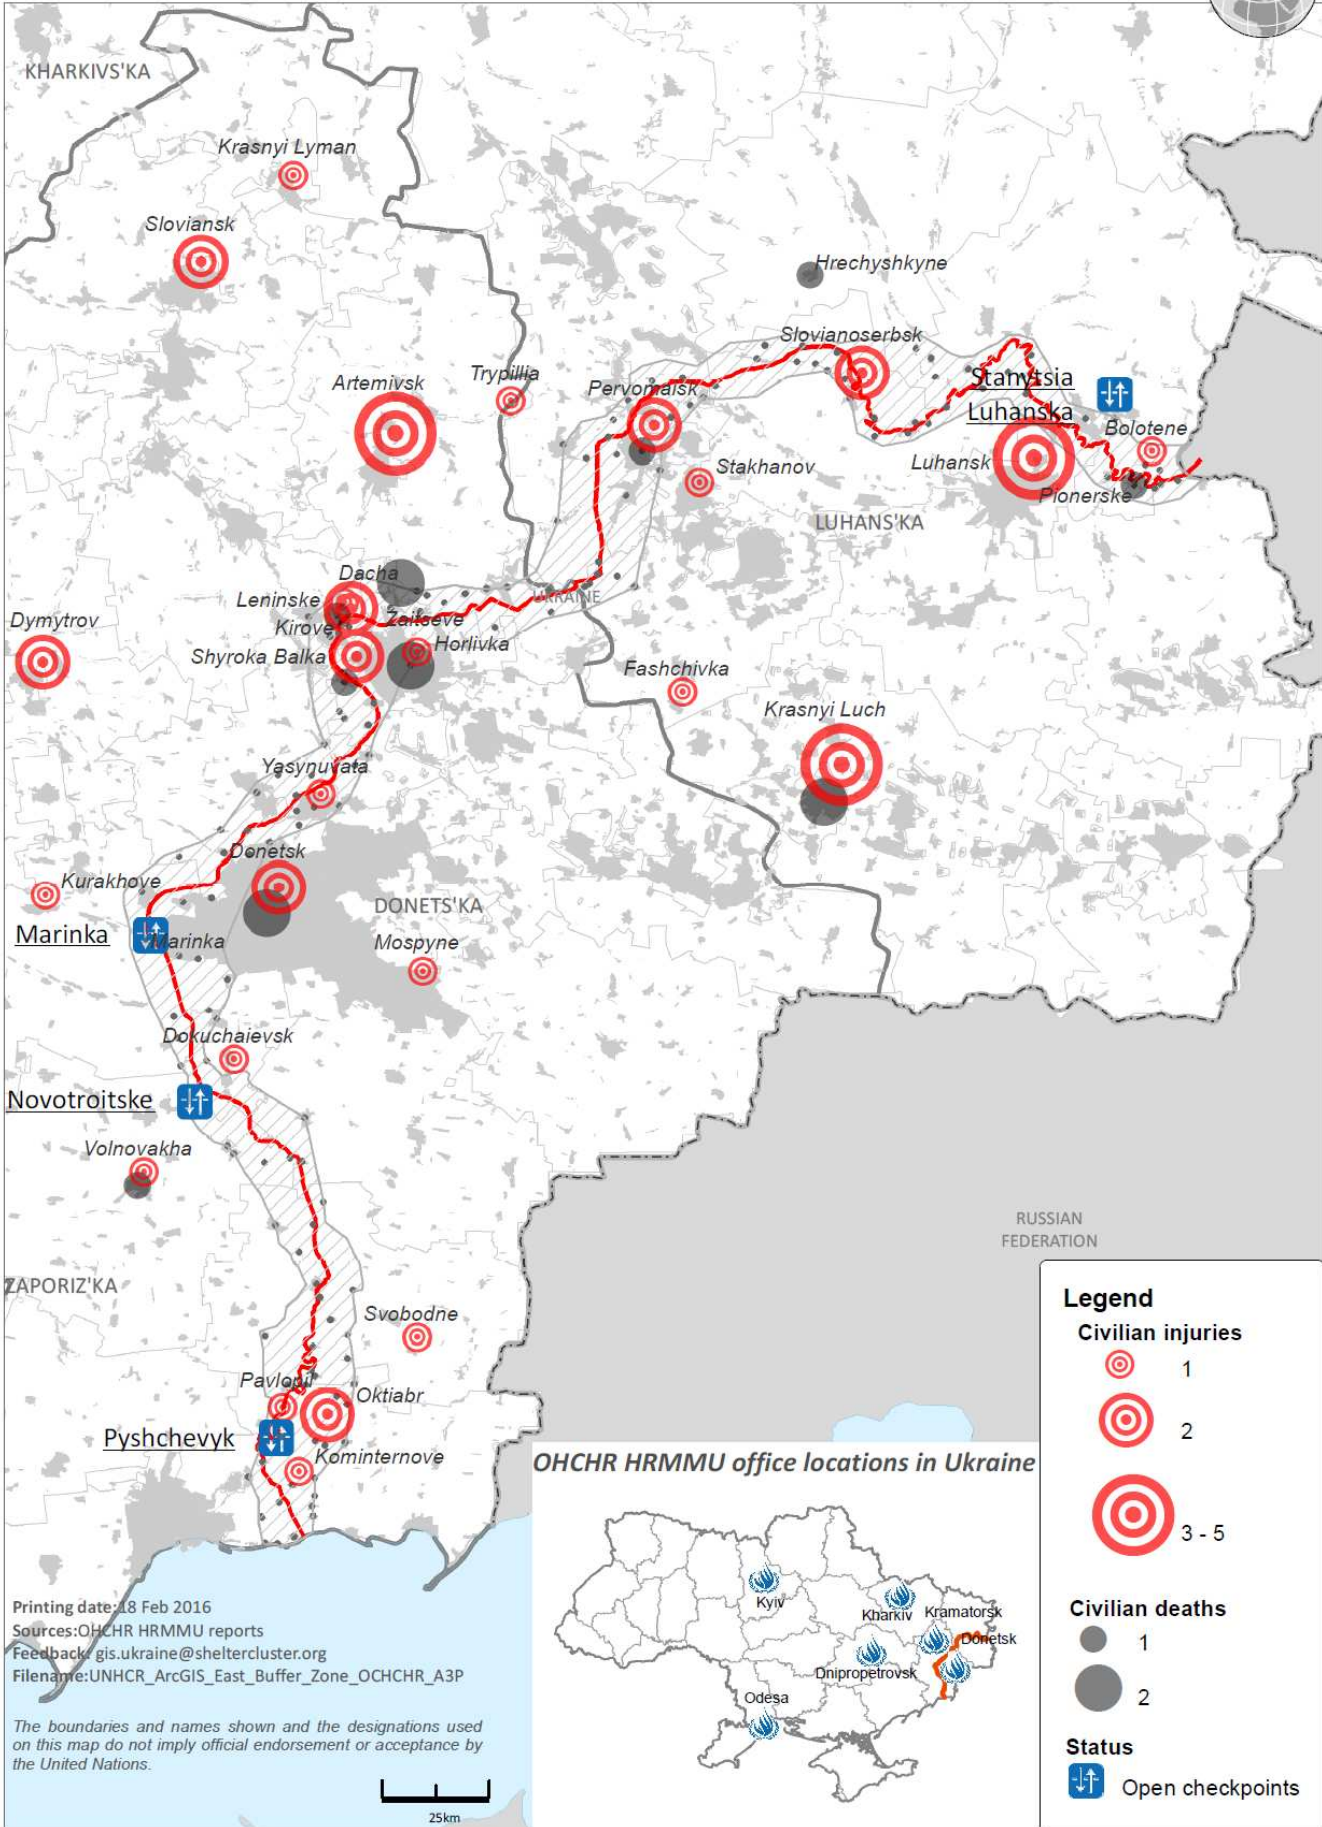 KHARKIVS'KA
Krasnyi Lyman
Sloviansk
Hrechyshkyne
Slovianoserbsk
Artemivsk
Trypillia
Pervomaisk
Stanytsia
Luhanska
Bolotene
Luhansk
Stakhanov
Pionerske
LUHANS'KA
Dacha
Leninske
UKRAINE
Dymytrov
Kirove
Zaitseve
Horlivka
Shyroka Balka
Fashchivka
Krasnyi Luch
Yasynuvata
Donetsk
Kurakhove
DONETS'KA
Marinka
Marinka
Mospyne
Dokuchaievsk
Novotroitske
Volnovakha
RUSSIAN
FEDERATION
ZAPORIZ'KA
Svobodne
Pavlopil
Oktiabr
Pyshchevyk
Kominternove
Legend
Civilian injuries
1
2
3 - 5
Civilian deaths
1
2
Status
Open checkpoints
OHCHR HRMMU office locations in Ukraine
Kyiv
Kharkiv
Kramatorsk
Donetsk
Dnipropetrovsk
Odesa
Printing date:18 Feb 2016
Sources:OHCHR HRMMU reports
Feedback: gis.ukraine@sheltercluster.org
Filename:UNHCR_ArcGIS_East_Buffer_Zone_OCHCHR_A3P
The boundaries and names shown and the designations used
on this map do not imply official endorsement or acceptance by
the United Nations.
25km